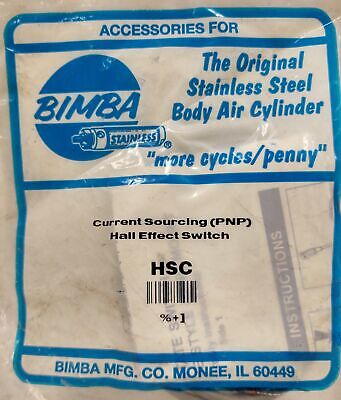 ACCESSORIES FOR
BIMBA
STAINLESS
®
The Original
Stainless Steel
Body Air Cylinder
"more cycles/penny"
Current Sourcing (PNP)
Hall Effect Switch
HSC
%+1
INSTRUCTIONS
BIMBA MFG. CO. MONEE, IL 60449